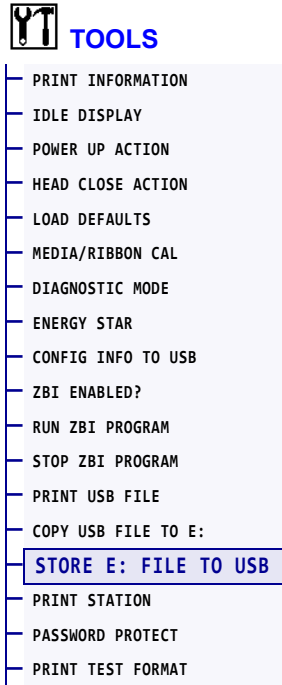 TOOLS
PRINT INFORMATION
IDLE DISPLAY
POWER UP ACTION
HEAD CLOSE ACTION
LOAD DEFAULTS
MEDIA/RIBBON CAL
DIAGNOSTIC MODE
ENERGY STAR
CONFIG INFO TO USB
ZBI ENABLED?
RUN ZBI PROGRAM
STOP ZBI PROGRAM
PRINT USB FILE
COPY USB FILE TO E:
STORE E: FILE TO USB
PRINT STATION
PASSWORD PROTECT
PRINT TEST FORMAT